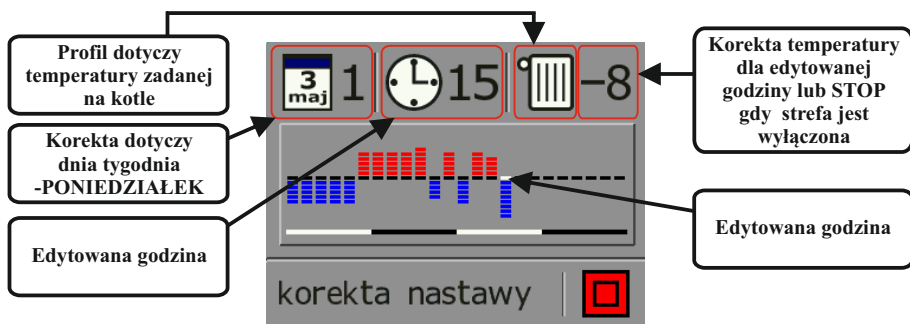 Profil dotyczy
temperatury zadanej
na kotle
Korekta dotyczy
dnia tygodnia
-PONIEDZIAŁEK
Edytowana godzina
3
maj
1
15
-8
korekta nastawy
Korekta temperatury
dla edytowanej
godziny lub STOP
gdy strefa jest
wyłączona
Edytowana godzina